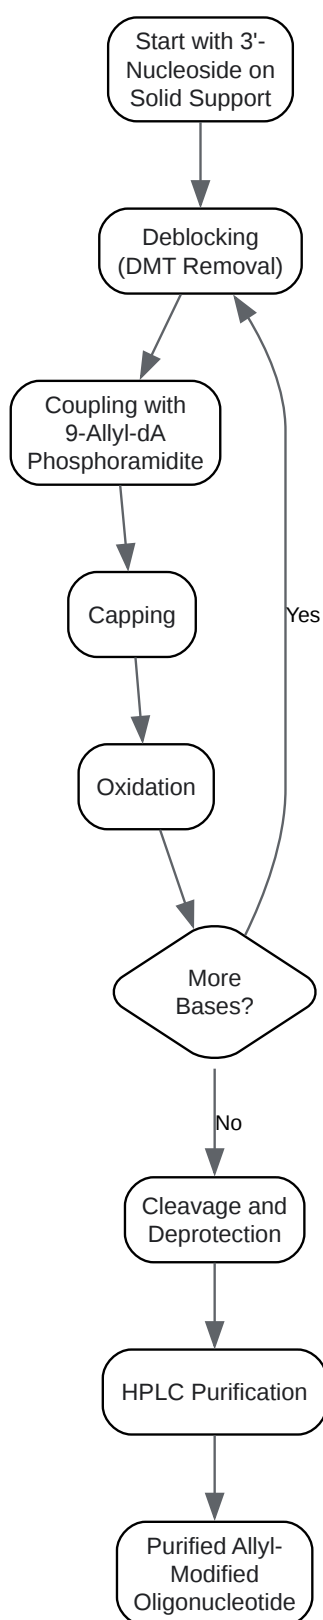 Start with 3'-
Nucleoside on
Solid Support
Deblocking
(DMT Removal)
Coupling with
9-Allyl-dA
Phosphoramidite
Capping
Yes
Oxidation
More
Bases?
No
Cleavage and
Deprotection
HPLC Purification
Purified Allyl-
Modified
Oligonucleotide